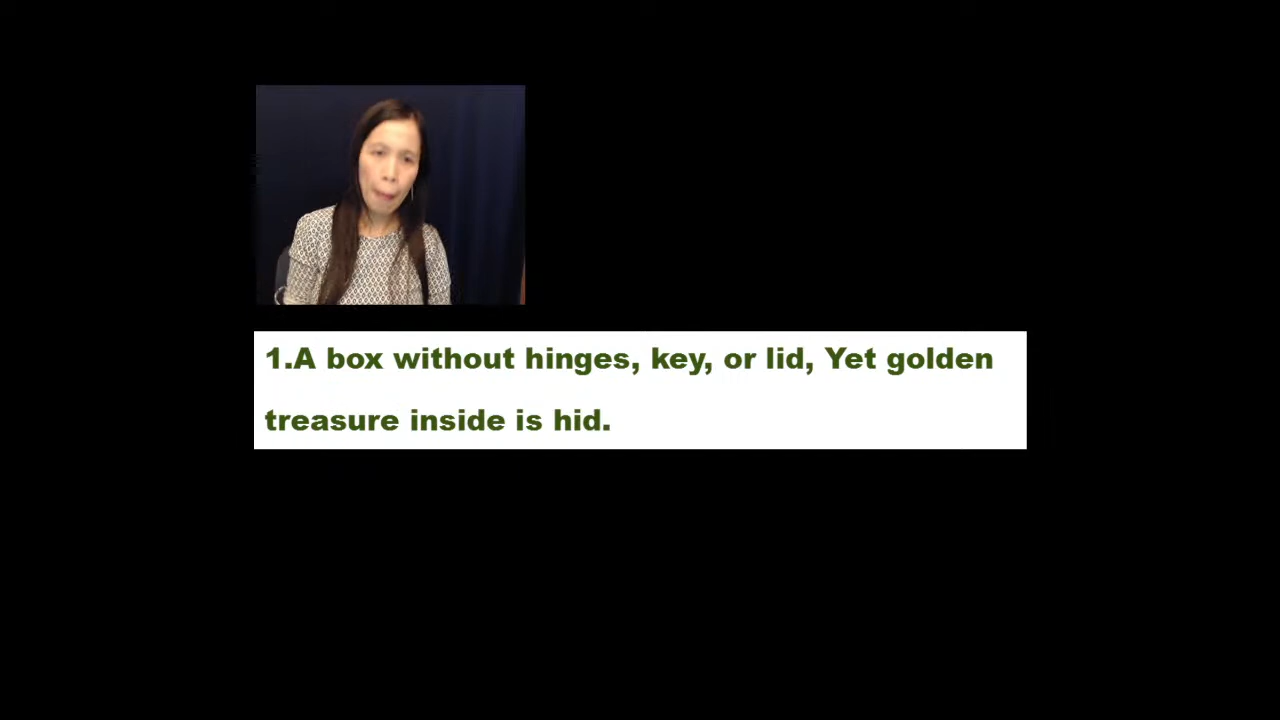 1.A box without hinges, key, or lid, Yet golden
treasure inside is hid.